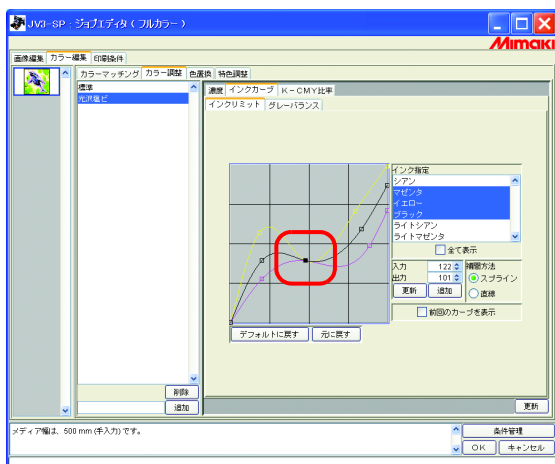 JV3-SP : ジョブエディタ ( フルカラー )
Mimaki
画像編集 カラー編集 印刷条件
カラーマッチング カラー調整 色置換 特色調整
標準
光沢塩ビ
濃度 インクカーブ K-CMY比率
インクリミット グレーバランス
インク指定
シアン
マゼンタ
イエロー
ブラック
ライトシアン
ライトマゼンタ
全て表示
入力 122 補間方法
出力 101 スプライン
更新 追加 直線
前回のカーブを表示
デフォルトに戻す 元に戻す
削除
追加
更新
メディア幅は、500 mm (手入力) です。
条件管理
OK キャンセル